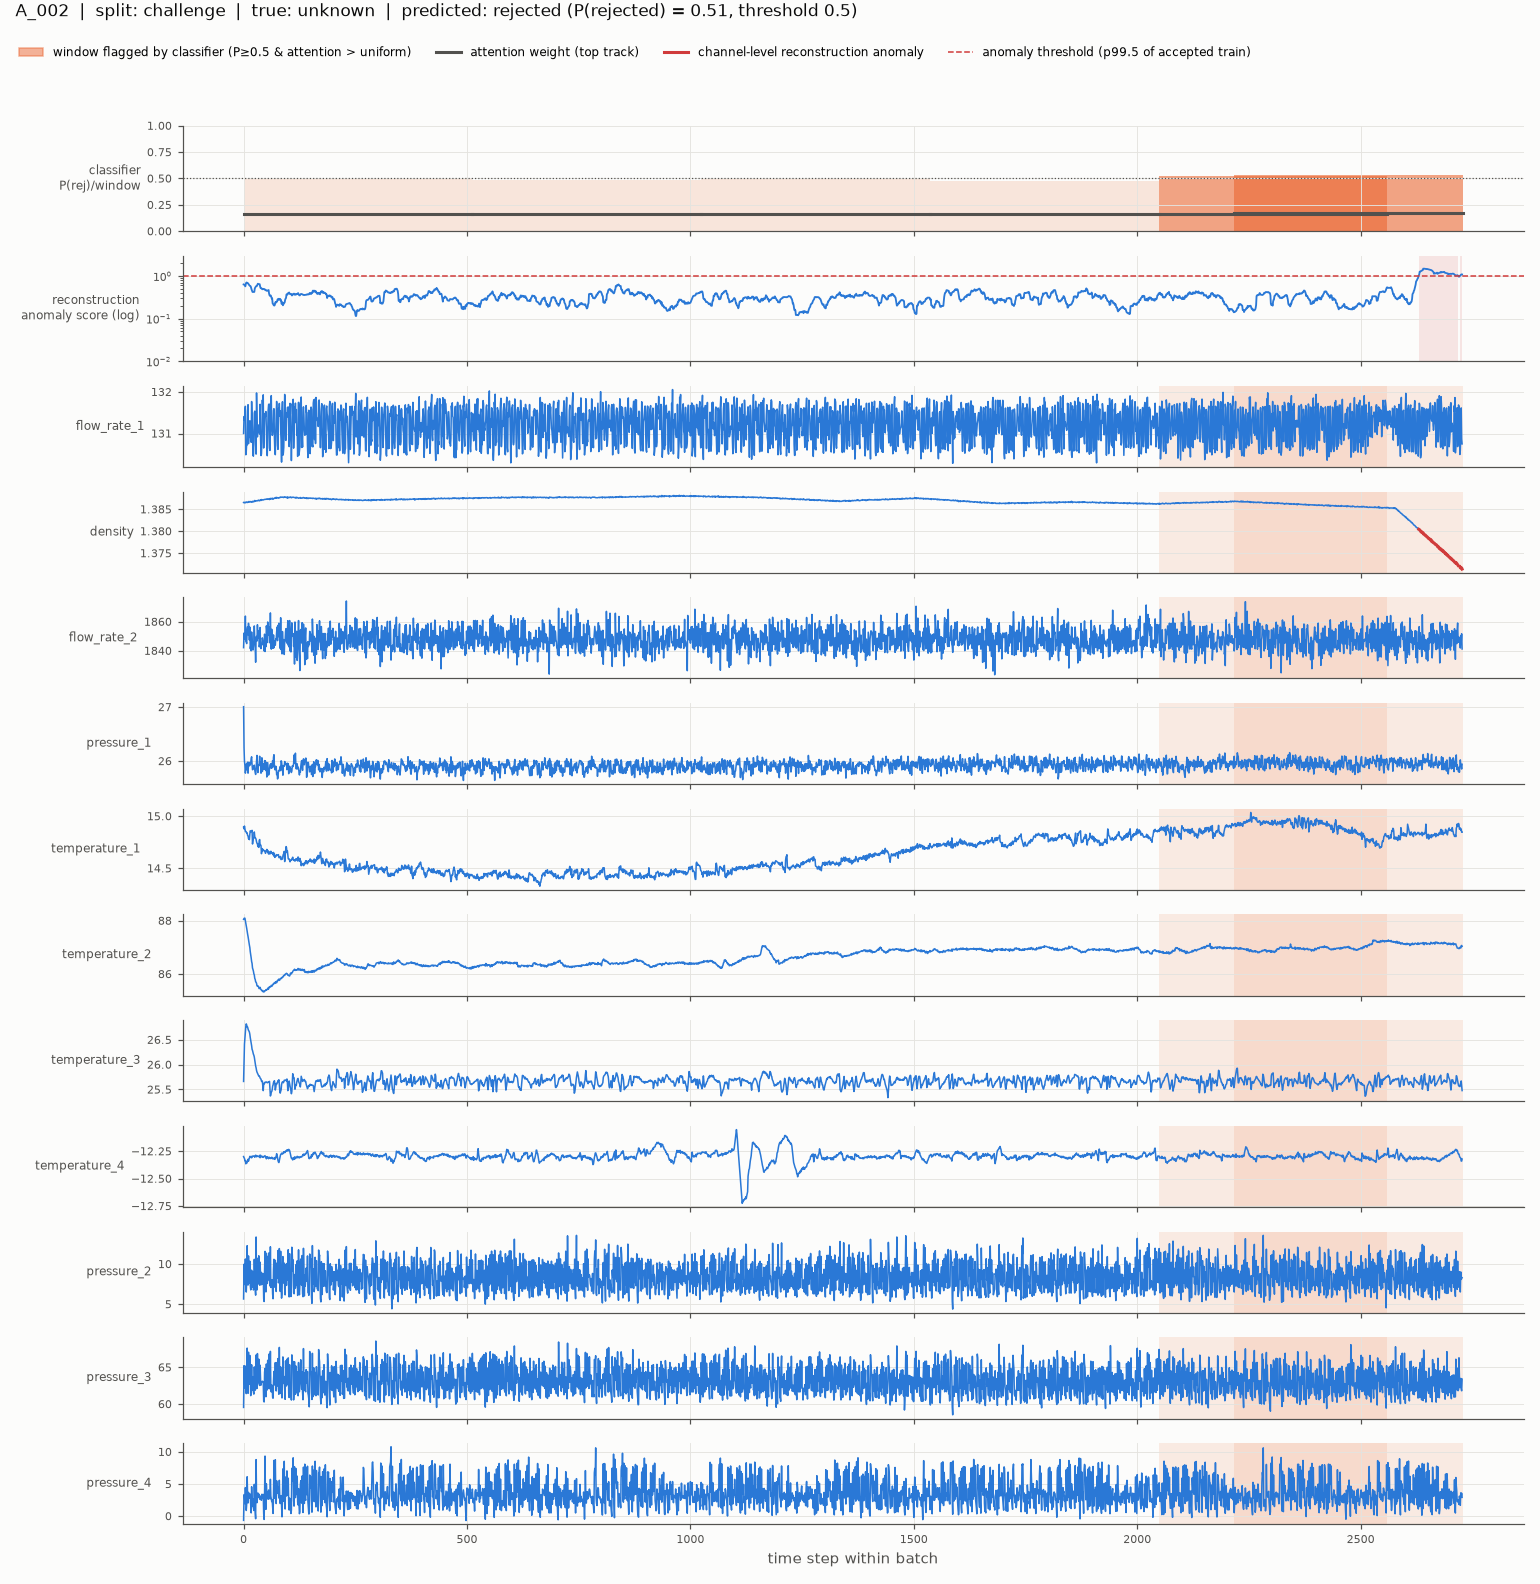 A_002 | split: challenge | true: unknown | predicted: rejected (P(rejected) = 0.51, threshold 0.5)
window flagged by classifier (P≥0.5 & attention > uniform) attention weight (top track) channel-level reconstruction anomaly anomaly threshold (p99.5 of accepted train)
1.00
0.75
0.50
0.25
0.00
classifier
P(rej)/window
10⁰
10⁻¹
10⁻²
reconstruction
anomaly score (log)
132
131
flow_rate_1
1.385
1.380
1.375
density
1860
1840
flow_rate_2
27
26
pressure_1
15.0
14.5
temperature_1
88
86
temperature_2
26.5
26.0
25.5
temperature_3
−12.25
−12.50
−12.75
temperature_4
10
5
pressure_2
65
60
pressure_3
10
5
0
pressure_4
0 500 1000 1500 2000 2500
time step within batch